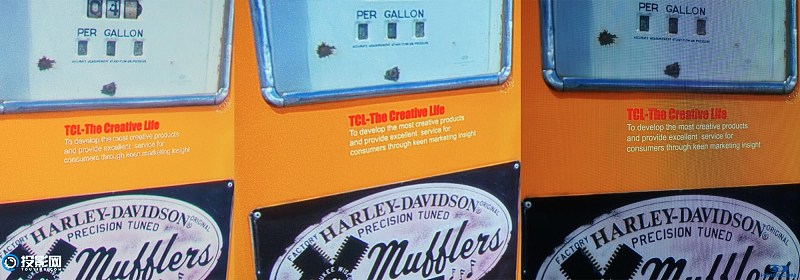 03
PER GALLON
TCL-The Creative Life
To develop the most creative products
and provide excellent service for
consumers through keen marketing insight
FACTORY
HARLEY-DAVIDSON®
ORIGINAL
PRECISION TUNED
Mufflers
投影网
TOUYING.COM
PER GALLON
TCL-The Creative Life
To develop the most creative products
and provide excellent service for
consumers through keen marketing insight
FACTORY
HARLEY-DAVIDSON®
ORIGINAL
PRECISION TUNED
Mufflers
PER GALLON
TCL-The Creative Life
To develop the most creative products
and provide excellent service for
consumers through keen marketing insight
FACTORY
HARLEY-DAVIDSON®
ORIGINAL
PRECISION TUNED
Mufflers